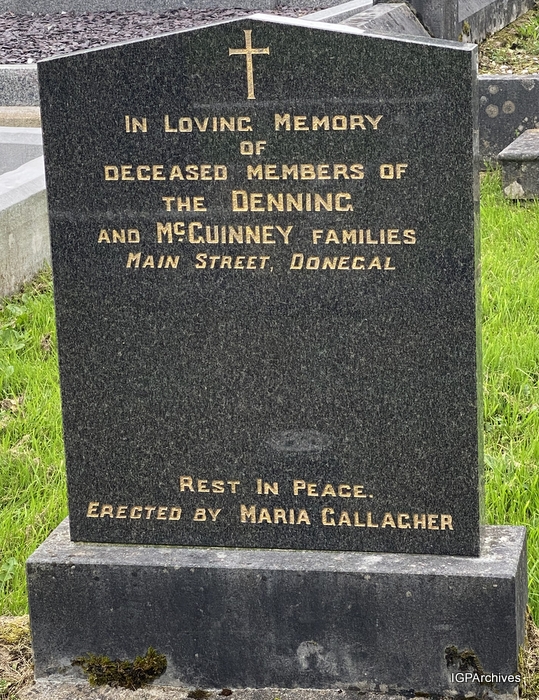 In Loving Memory
of
deceased members of
the Denning
and McGuinney families
Main Street, Donegal
Rest In Peace.
Erected by Maria Gallagher
IGPArchives